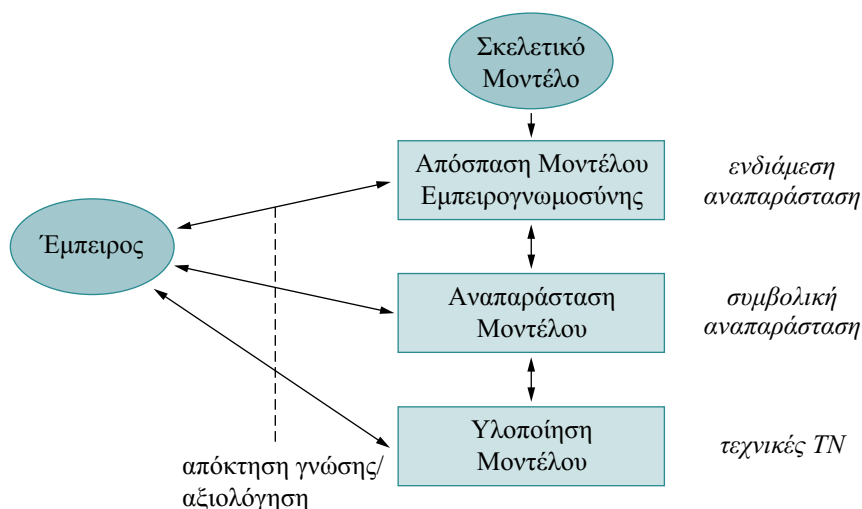 Σκελετικό
Μοντέλο
Απόσπαση Μοντέλου
Εμπειρογνωμοσύνης
ενδιάμεση
αναπαράσταση
Έμπειρος
Αναπαράσταση
Μοντέλου
συμβολική
αναπαράσταση
Υλοποίηση
Μοντέλου
τεχνικές ΤΝ
απόκτηση γνώσης/
αξιολόγηση